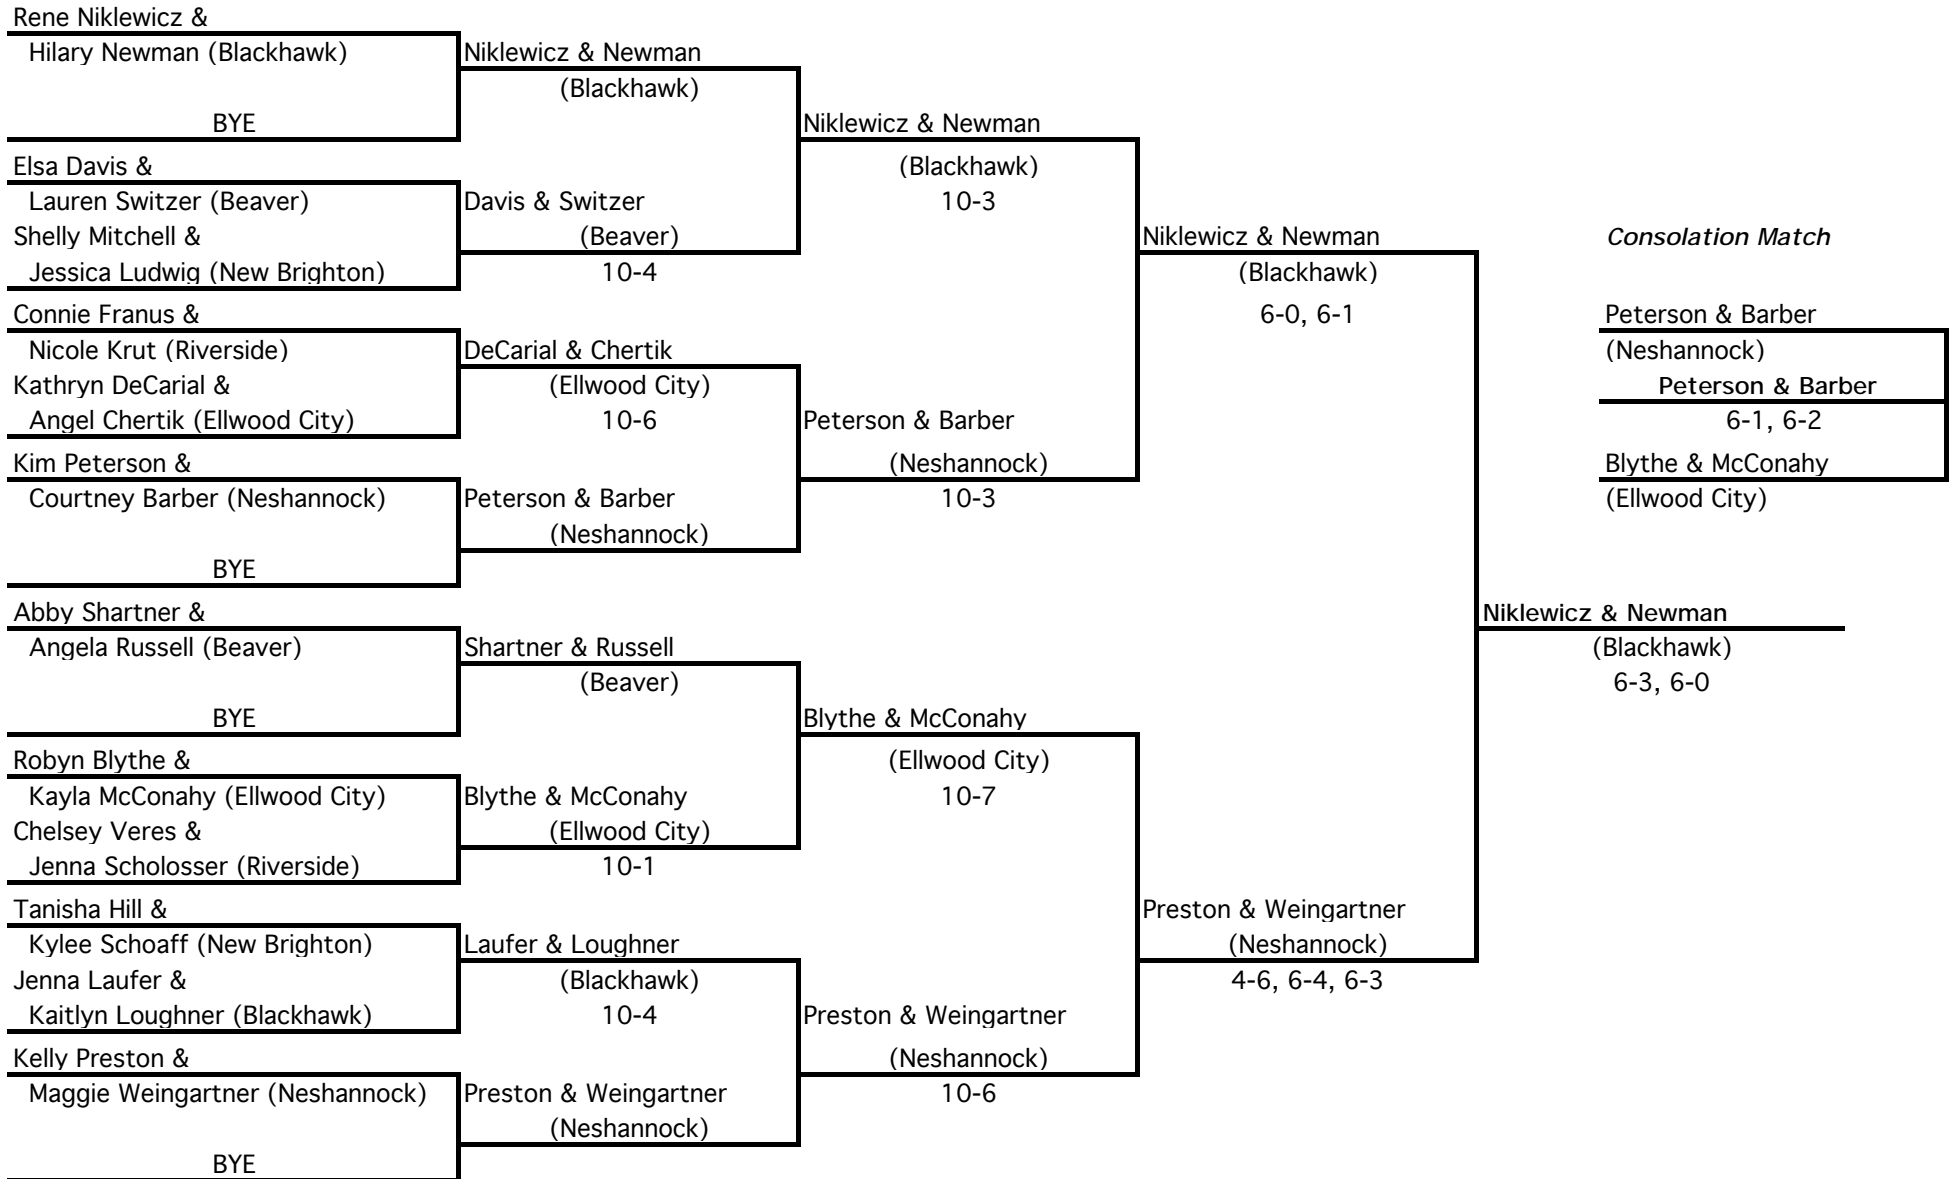 Rene Niklewicz &
Hilary Newman (Blackhawk)
BYE
Elsa Davis &
Lauren Switzer (Beaver)
Shelly Mitchell &
Jessica Ludwig (New Brighton)
Connie Franus &
Nicole Krut (Riverside)
Kathryn DeCarial &
Angel Chertik (Ellwood City)
Kim Peterson &
Courtney Barber (Neshannock)
BYE
Abby Shartner &
Angela Russell (Beaver)
BYE
Robyn Blythe &
Kayla McConahy (Ellwood City)
Chelsey Veres &
Jenna Scholosser (Riverside)
Tanisha Hill &
Kylee Schoaff (New Brighton)
Jenna Laufer &
Kaitlyn Loughner (Blackhawk)
Kelly Preston &
Maggie Weingartner (Neshannock)
BYE
Niklewicz & Newman
(Blackhawk)
Davis & Switzer
(Beaver)
10-4
DeCarial & Chertik
(Ellwood City)
10-6
Peterson & Barber
(Neshannock)
Shartner & Russell
(Beaver)
Blythe & McConahy
(Ellwood City)
10-1
Laufer & Loughner
(Blackhawk)
10-4
Preston & Weingartner
(Neshannock)
Niklewicz & Newman
(Blackhawk)
10-3
Peterson & Barber
(Neshannock)
10-3
Blythe & McConahy
(Ellwood City)
10-7
Preston & Weingartner
(Neshannock)
10-6
Niklewicz & Newman
(Blackhawk)
6-0, 6-1
Preston & Weingartner
(Neshannock)
4-6, 6-4, 6-3
Niklewicz & Newman
(Blackhawk)
6-3, 6-0
Consolation Match
Peterson & Barber
(Neshannock)
Peterson & Barber
6-1, 6-2
Blythe & McConahy
(Ellwood City)